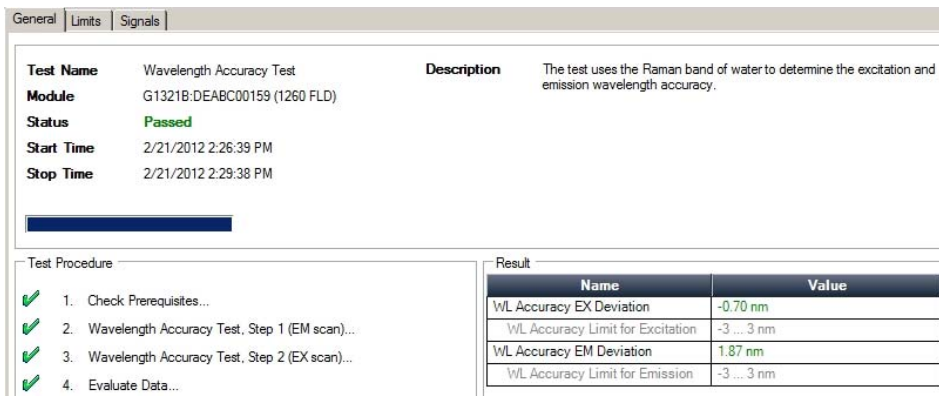 General Limits Signals
Test Name Wavelength Accuracy Test
Module G1321B:DEABC00159 (1260 FLD)
Status Passed
Start Time 2/21/2012 2:26:39 PM
Stop Time 2/21/2012 2:29:38 PM
Description The test uses the Raman band of water to determine the excitation and
emission wavelength accuracy.
Test Procedure
1. Check Prerequisites...
2. Wavelength Accuracy Test, Step 1 (EM scan)...
3. Wavelength Accuracy Test, Step 2 (EX scan)...
4. Evaluate Data...
Result
Name Value
WL Accuracy EX Deviation -0.70 nm
WL Accuracy Limit for Excitation -3 ... 3 nm
WL Accuracy EM Deviation 1.87 nm
WL Accuracy Limit for Emission -3 ... 3 nm